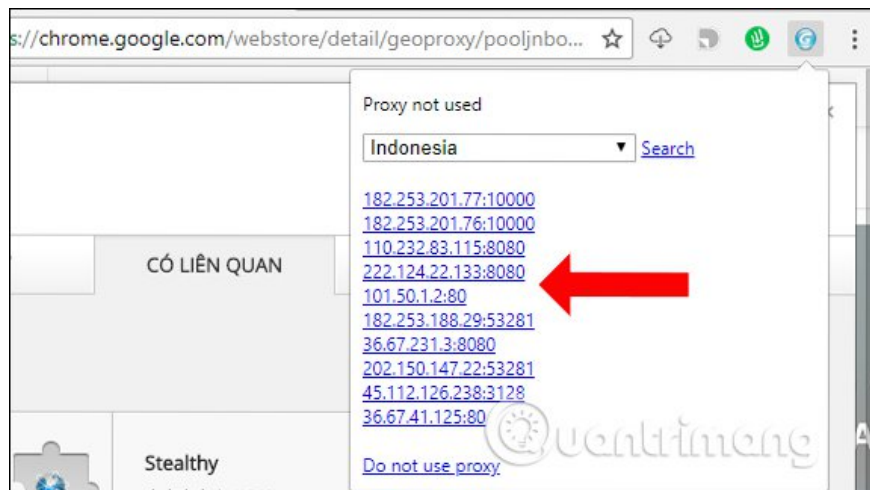 s://chrome.google.com/webstore/detail/geoproxy/pooljnbo...
Proxy not used
Indonesia
Search
182.253.201.77:10000
182.253.201.76:10000
110.232.83.115:8080
222.124.22.133:8080
101.50.1.2:80
182.253.188.29:53281
36.67.231.3:8080
202.150.147.22:53281
45.112.126.238:3128
36.67.41.125:80
Do not use proxy
CÓ LIÊN QUAN
Stealthy
Quantrimang